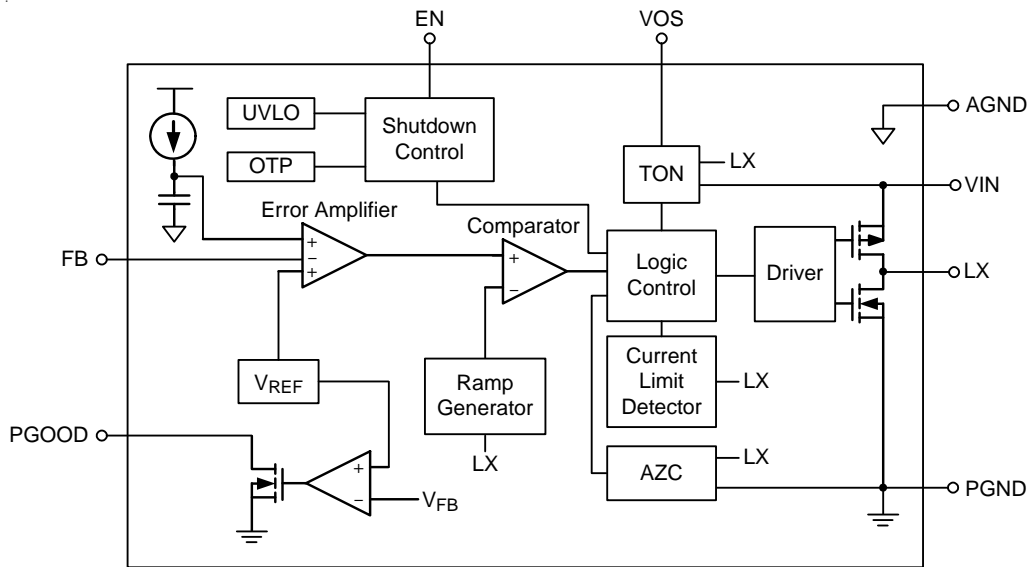 EN
VOS
AGND
UVLO
Shutdown
Control
OTP
TON
LX
VIN
Error Amplifier
Comparator
+
−
+
FB
+
−
Logic
Control
Driver
LX
VREF
Ramp
Generator
Current
Limit
Detector
LX
PGOOD
LX
AZC
LX
+
−
VFB
PGND